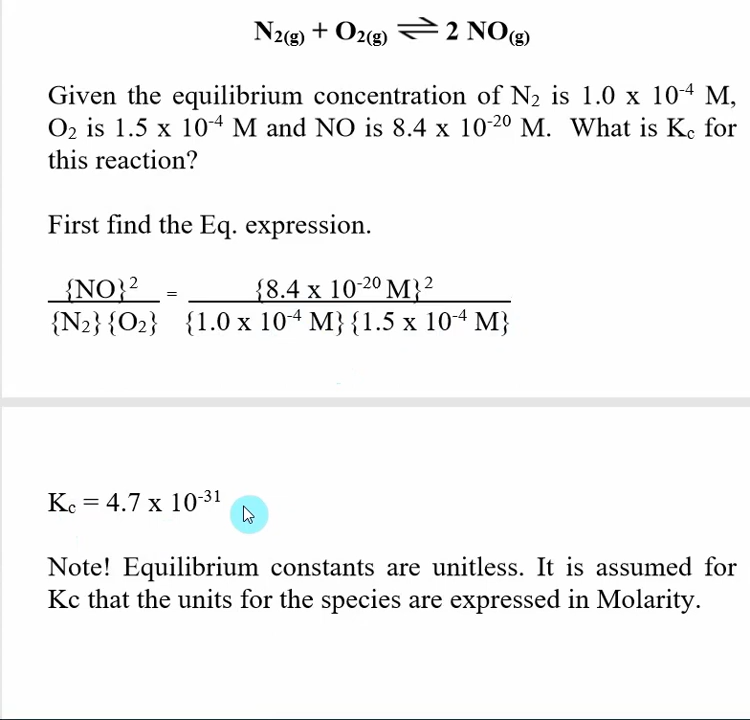 N₂(g) + O₂(g) ⇌ 2 NO(g)
Given the equilibrium concentration of N₂ is 1.0 x 10⁻⁴ M,
O₂ is 1.5 x 10⁻⁴ M and NO is 8.4 x 10⁻²⁰ M. What is K꜀ for
this reaction?
First find the Eq. expression.
{NO}² = {8.4 x 10⁻²⁰ M}²
{N₂}{O₂} {1.0 x 10⁻⁴ M}{1.5 x 10⁻⁴ M}
K꜀ = 4.7 x 10⁻³¹
Note! Equilibrium constants are unitless. It is assumed for
Kc that the units for the species are expressed in Molarity.